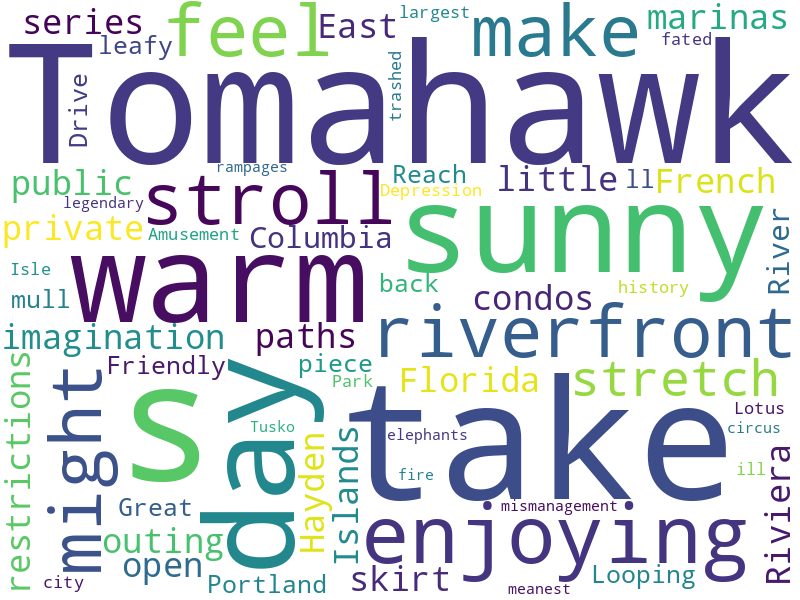 series
leafy
feel
East
largest
make
marinas
fated
Drive
Tomahawk
trashed
public
rampages
legendary
stroll
Reach
Depression
little
ll
French
private
Amusement
Columbia
sunny
River
Isle
mull
warm
back
condos
history
imagination
paths
riverfront
Friendly
piece
Park
Florida
stretch
restrictions
might
s
day
Tusko
Hayden
Islands
take
elephants
fire
Lotus
circus
ill
Great
outing
open
city
Portland
mismanagement
enjoying
skirt
meanest
Looping
Riviera